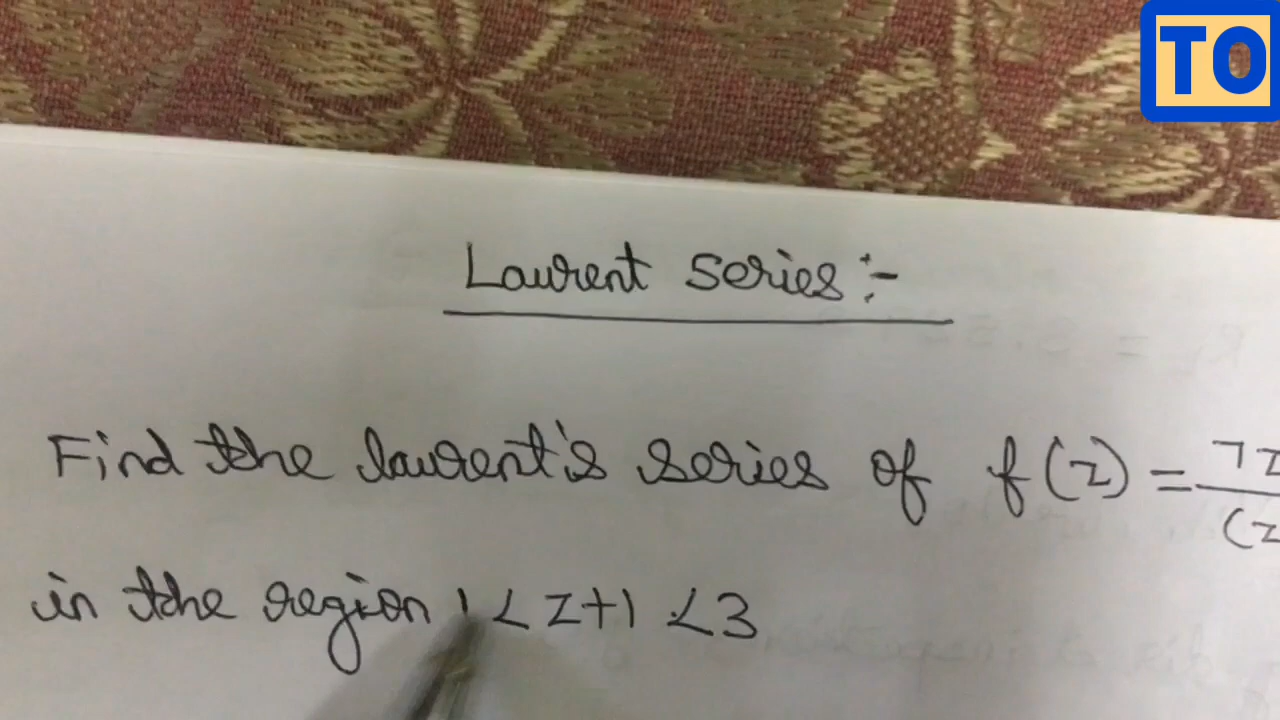 TO
Laurent series :-
Find the laurent's series of f(z) = 7z
(z
in the region 1 < z+1 < 3